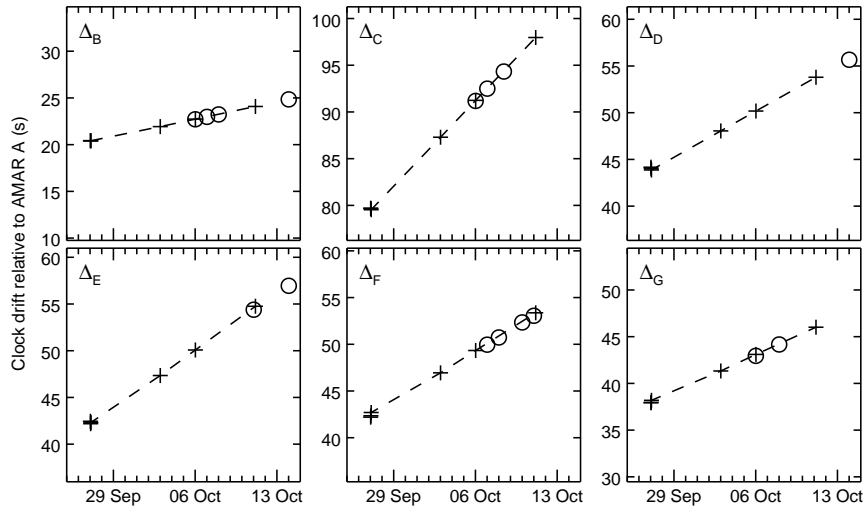 Clock drift relative to AMAR A (s)
Δ_B
30
25
20
15
10
Δ_C
100
95
90
85
80
Δ_D
55
50
45
40
Δ_E
60
55
50
45
40
Δ_F
60
55
50
45
40
Δ_G
50
45
40
35
30
29 Sep 06 Oct 13 Oct
29 Sep 06 Oct 13 Oct
29 Sep 06 Oct 13 Oct